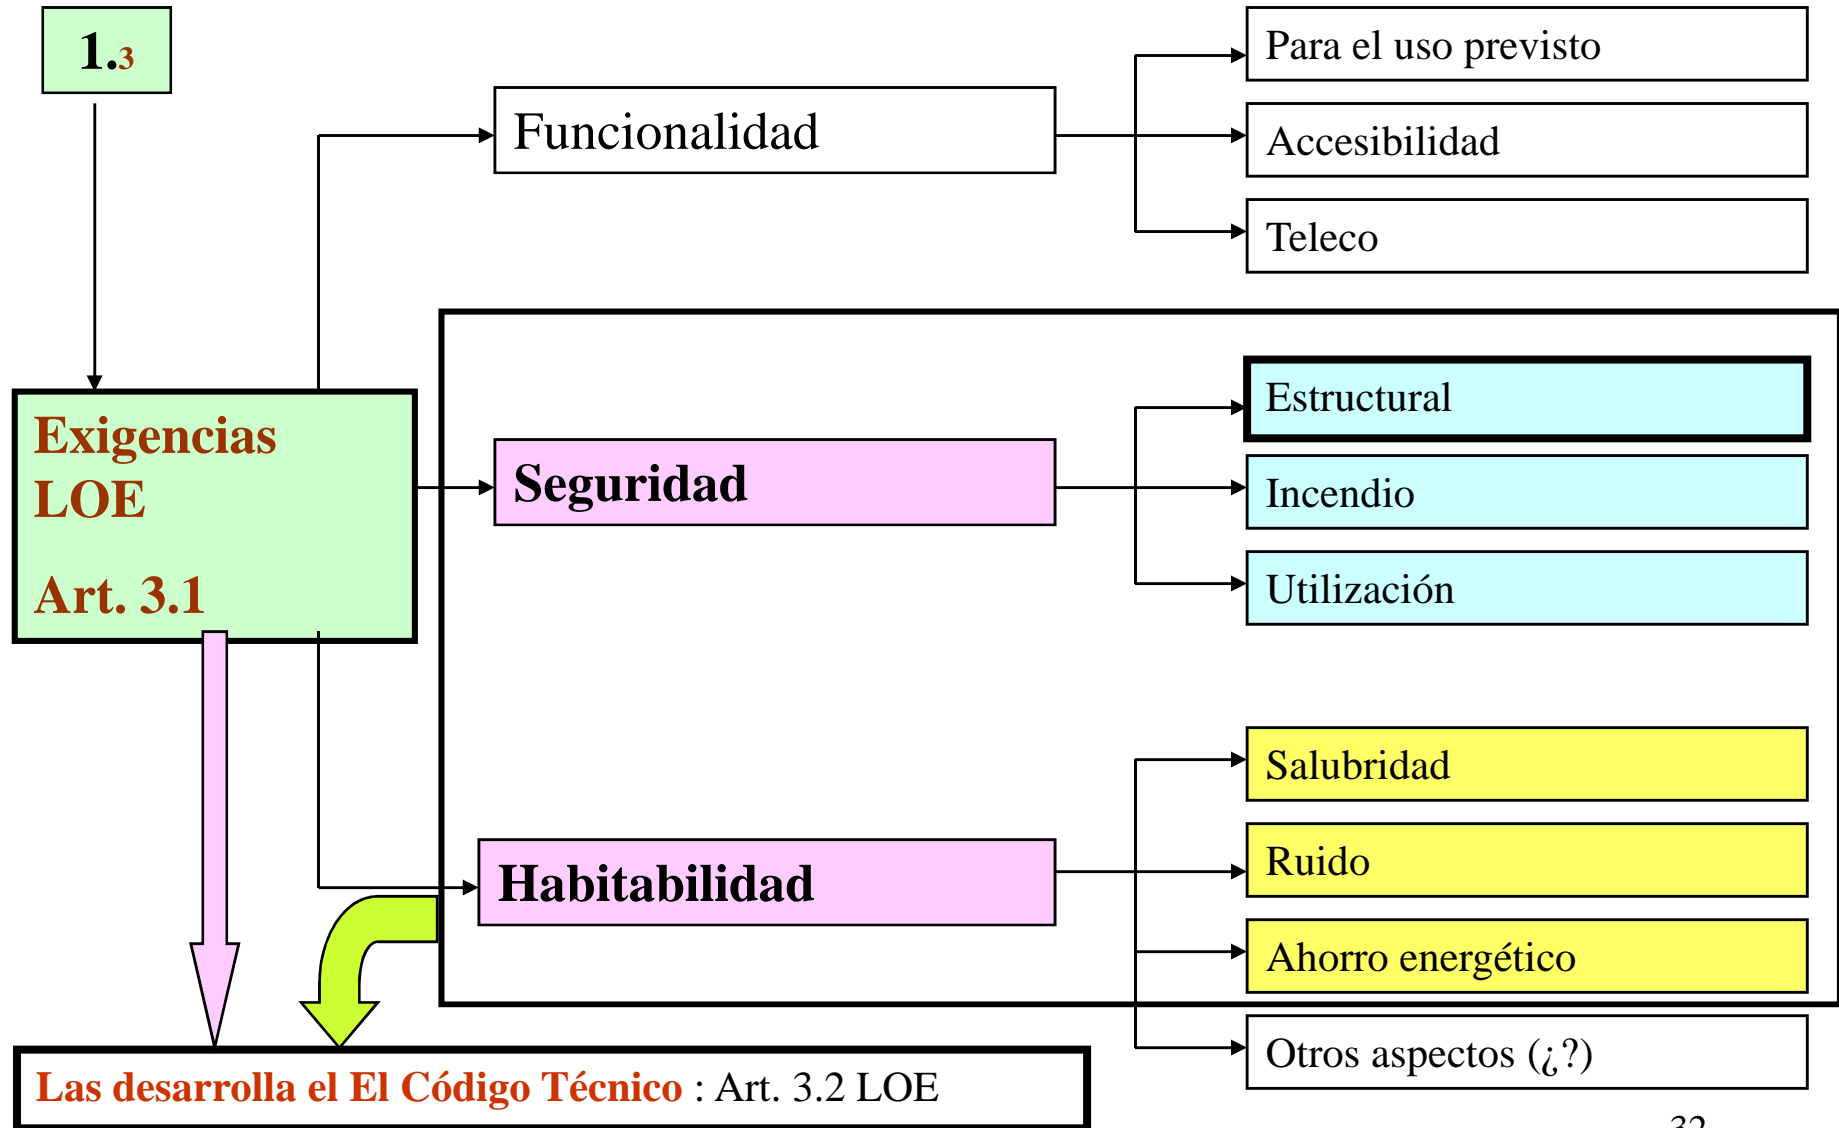 1.3
Funcionalidad
Para el uso previsto
Accesibilidad
Teleco
Exigencias
LOE
Art. 3.1
Seguridad
Estructural
Incendio
Utilización
Habitabilidad
Salubridad
Ruido
Ahorro energético
Otros aspectos (¿?)
Las desarrolla el El Código Técnico : Art. 3.2 LOE
32